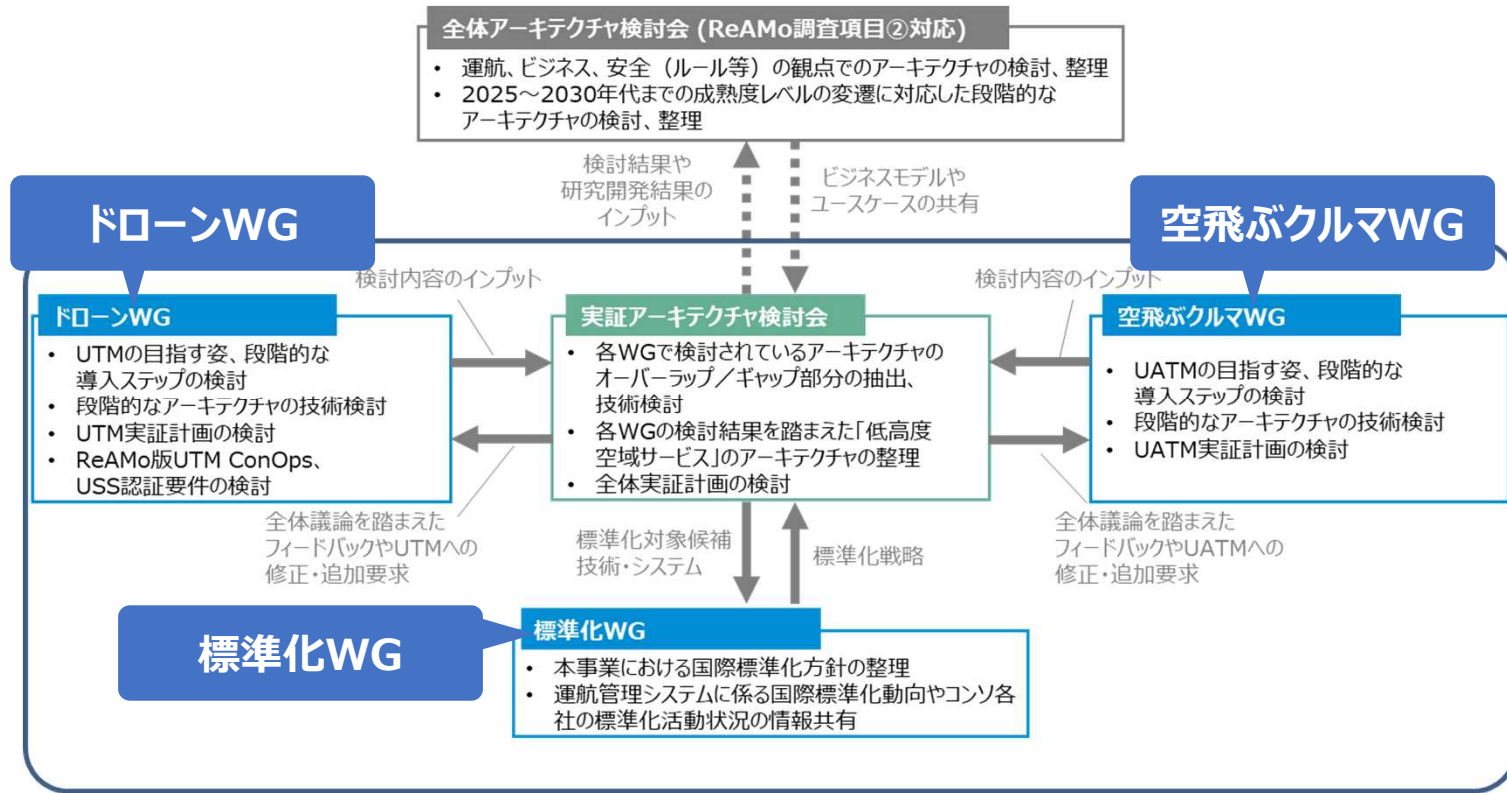 全体アーキテクチャ検討会 (ReAMo調査項目②対応)
• 運航、ビジネス、安全（ルール等）の観点でのアーキテクチャの検討、整理
• 2025～2030年代までの成熟度レベルの変遷に対応した段階的な
アーキテクチャの検討、整理
検討結果や
研究開発結果の
インプット
ビジネスモデルや
ユースケースの共有
ドローンWG
空飛ぶクルマWG
検討内容のインプット
検討内容のインプット
ドローンWG
• UTMの目指す姿、段階的な
導入ステップの検討
• 段階的なアーキテクチャの技術検討
• UTM実証計画の検討
• ReAMo版UTM ConOps、
USS認証要件の検討
実証アーキテクチャ検討会
• 各WGで検討されているアーキテクチャの
オーバーラップ／ギャップ部分の抽出、
技術検討
• 各WGの検討結果を踏まえた「低高度
空域サービス」のアーキテクチャの整理
• 全体実証計画の検討
空飛ぶクルマWG
• UATMの目指す姿、段階的な
導入ステップの検討
• 段階的なアーキテクチャの技術検討
• UATM実証計画の検討
全体議論を踏まえた
フィードバックやUTMへの
修正・追加要求
標準化対象候補
技術・システム
標準化戦略
全体議論を踏まえた
フィードバックやUATMへの
修正・追加要求
標準化WG
標準化WG
• 本事業における国際標準化方針の整理
• 運航管理システムに係る国際標準化動向やコンソ各
社の標準化活動状況の情報共有